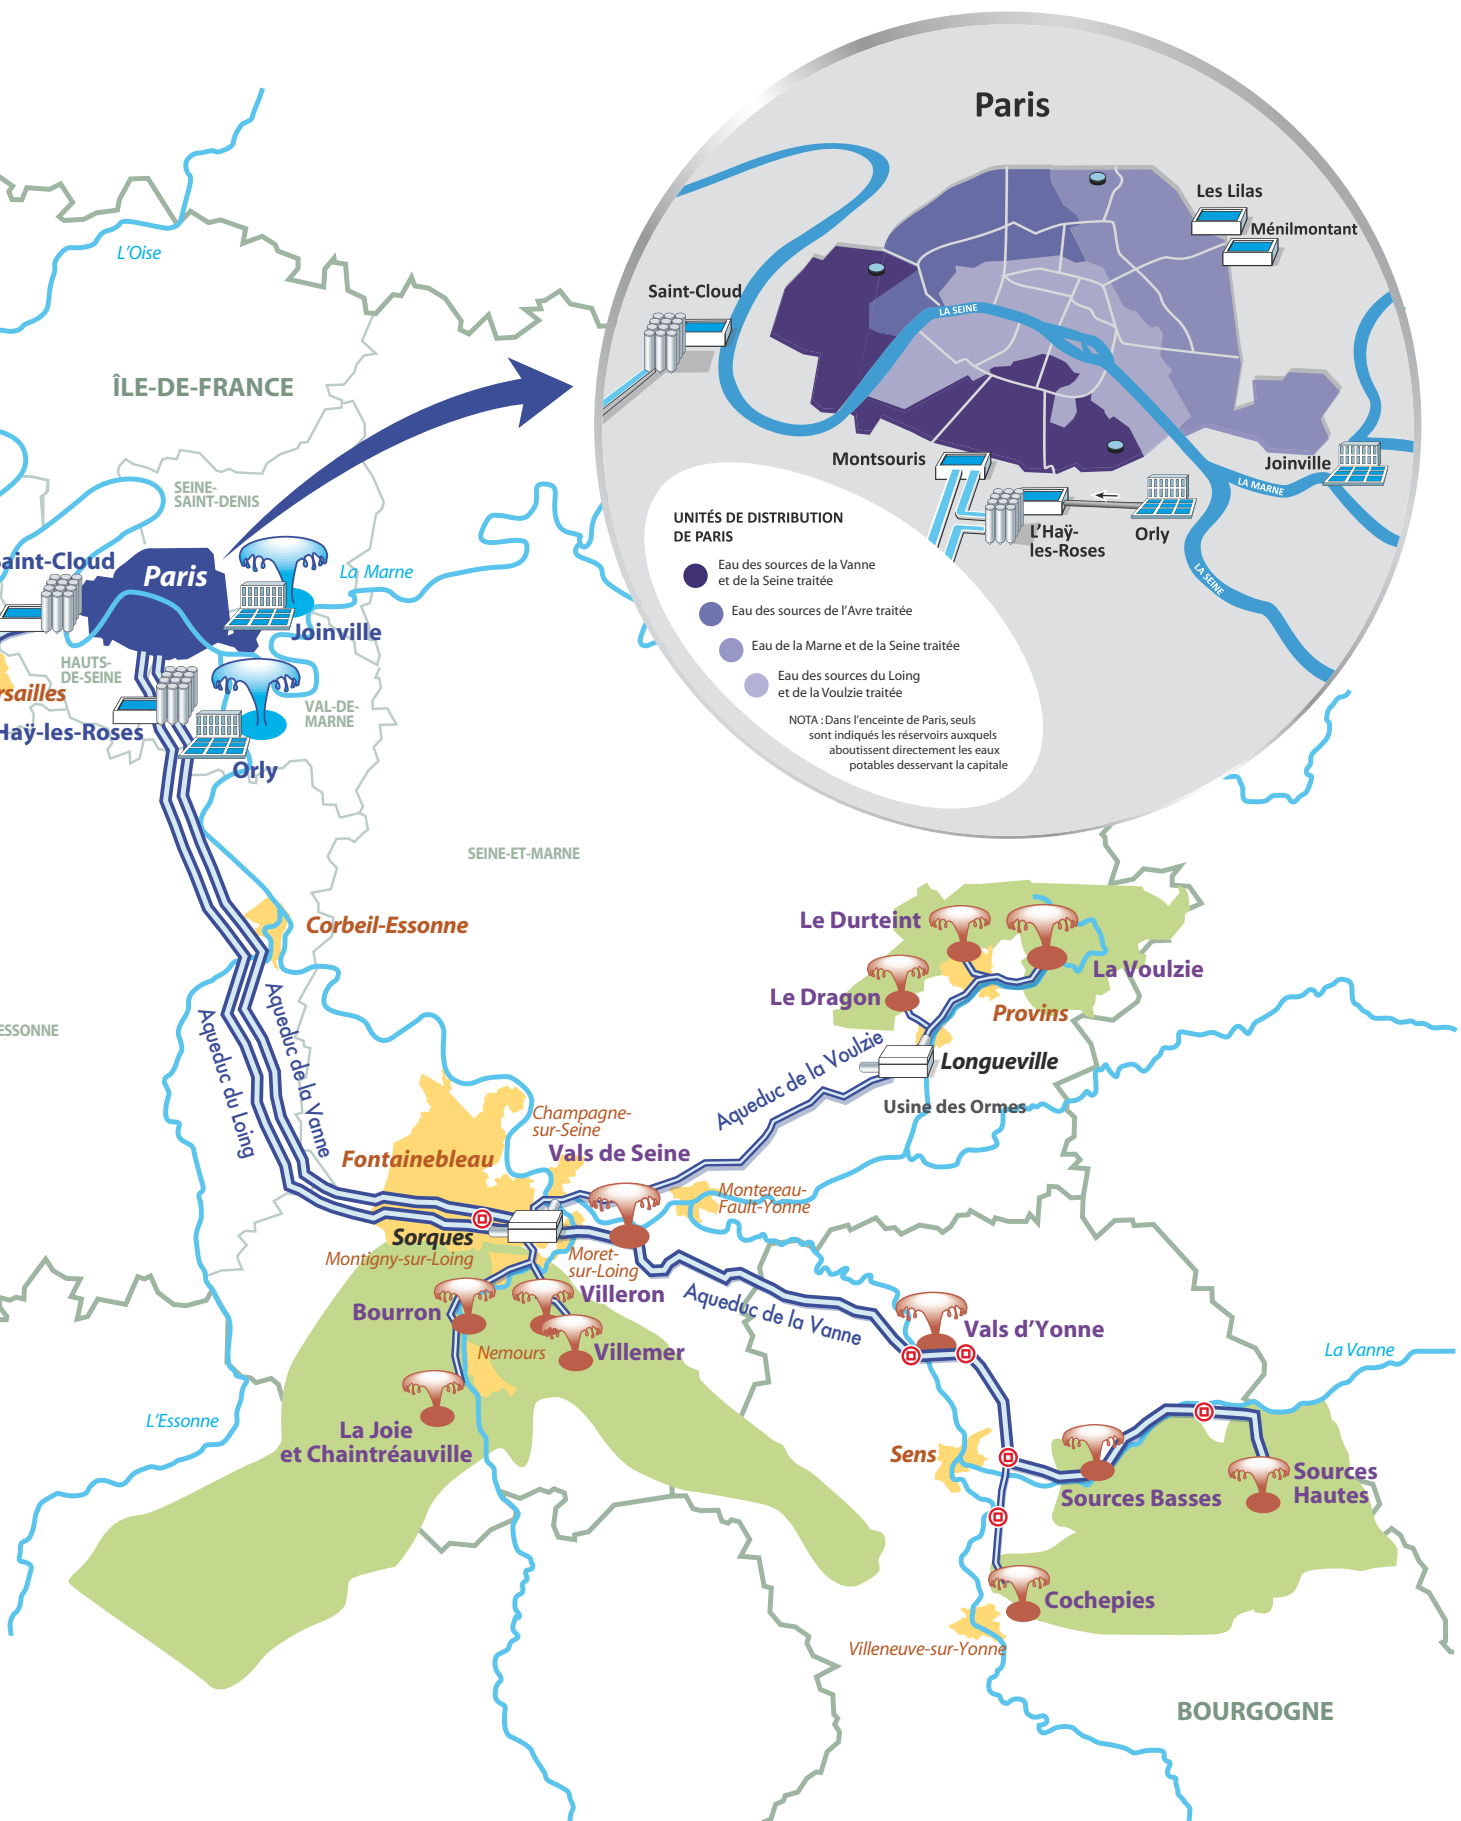 Paris
Les Lilas
Ménilmontant
L'Oise
Saint-Cloud
LA SEINE
ÎLE-DE-FRANCE
Montsouris
Joinville
LA MARNE
SEINE-
SAINT-DENIS
UNITÉS DE DISTRIBUTION
DE PARIS
L'Haÿ-
les-Roses
Orly
Eau des sources de la Vanne
et de la Seine traitée
LA SEINE
Eau des sources de l'Avre traitée
Eau de la Marne et de la Seine traitée
Eau des sources du Loing
et de la Voulzie traitée
NOTA : Dans l'enceinte de Paris, seuls
sont indiqués les réservoirs auxquels
aboutissent directement les eaux
potables desservant la capitale
aint-Cloud
Paris
La Marne
Joinville
HAUTS-
DE-SEINE
rsailles
VAL-DE-
MARNE
Haÿ-les-Roses
Orly
SEINE-ET-MARNE
Corbeil-Essonne
Le Durteint
La Voulzie
Le Dragon
Provins
ESSONNE
Aqueduc de la Vanne
Aqueduc du Loing
Aqueduc de la Voulzie
Longueville
Usine des Ormes
Champagne-
sur-Seine
Fontainebleau
Vals de Seine
Montereau-
Fault-Yonne
Sorques
Montigny-sur-Loing
Moret-
sur-Loing
Bourron
Villeron
Aqueduc de la Vanne
Vals d'Yonne
Nemours
Villemer
La Vanne
L'Essonne
La Joie
et Chaintréauville
Sens
Sources Basses
Sources
Hautes
Cochepies
Villeneuve-sur-Yonne
BOURGOGNE